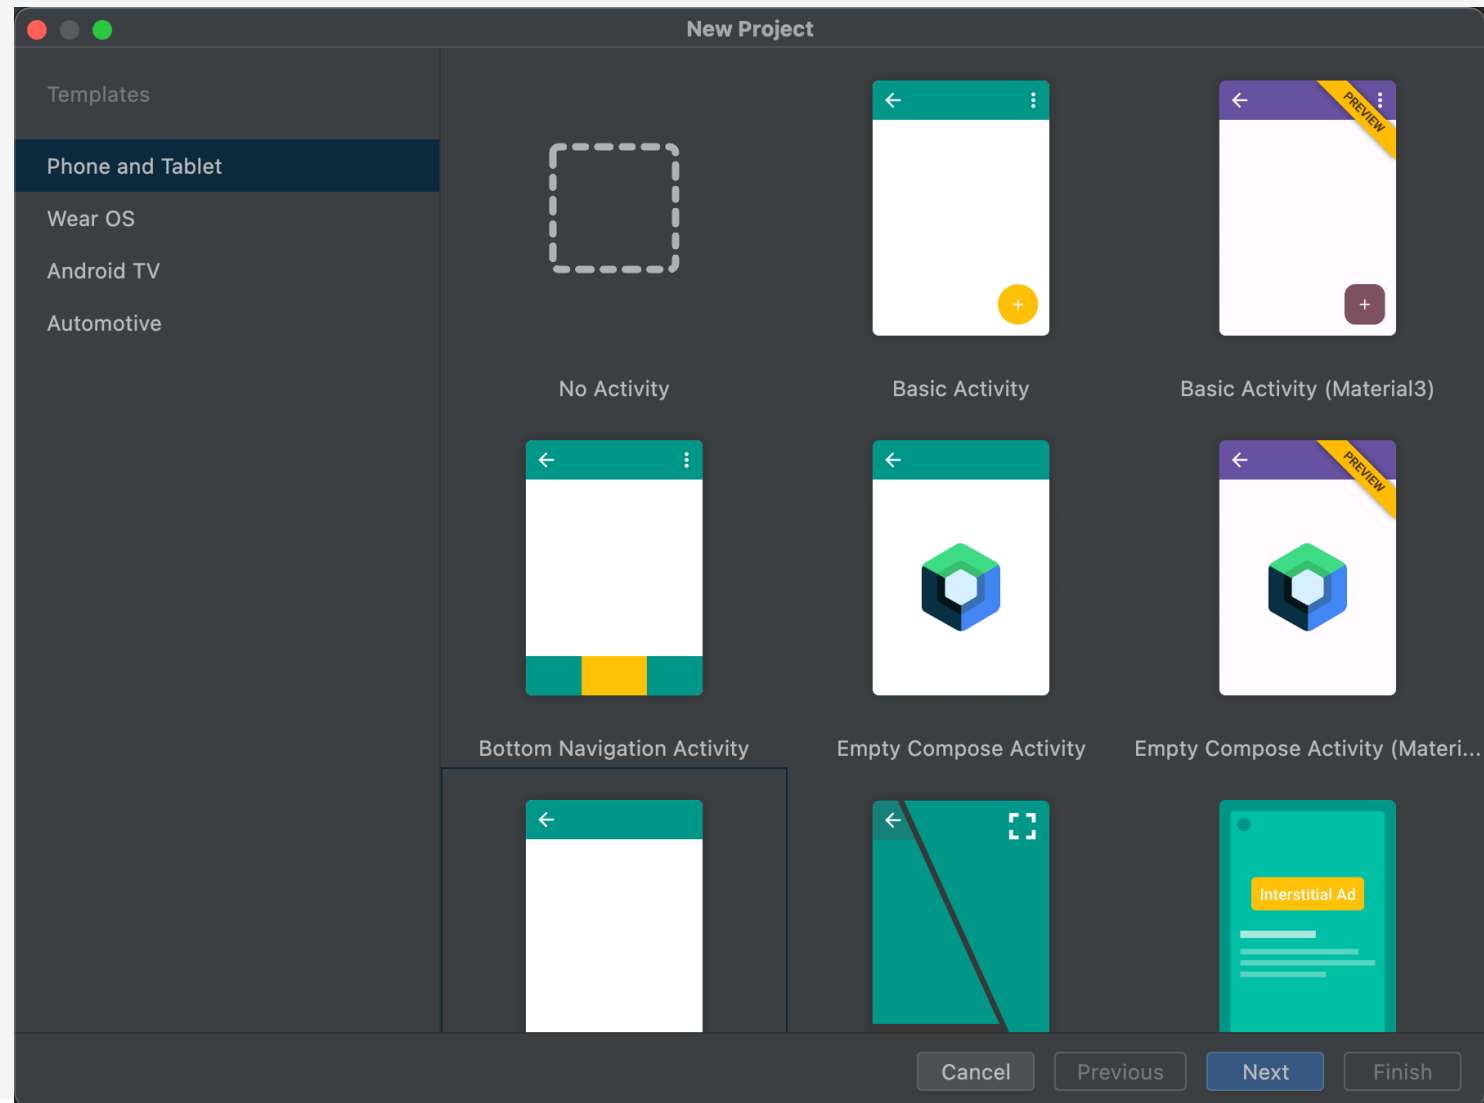 New Project
Templates
Phone and Tablet
Wear OS
Android TV
Automotive
PREVIEW
No Activity
Basic Activity
Basic Activity (Material3)
PREVIEW
Bottom Navigation Activity
Empty Compose Activity
Empty Compose Activity (Materi...
Interstitial Ad
Cancel
Previous
Next
Finish